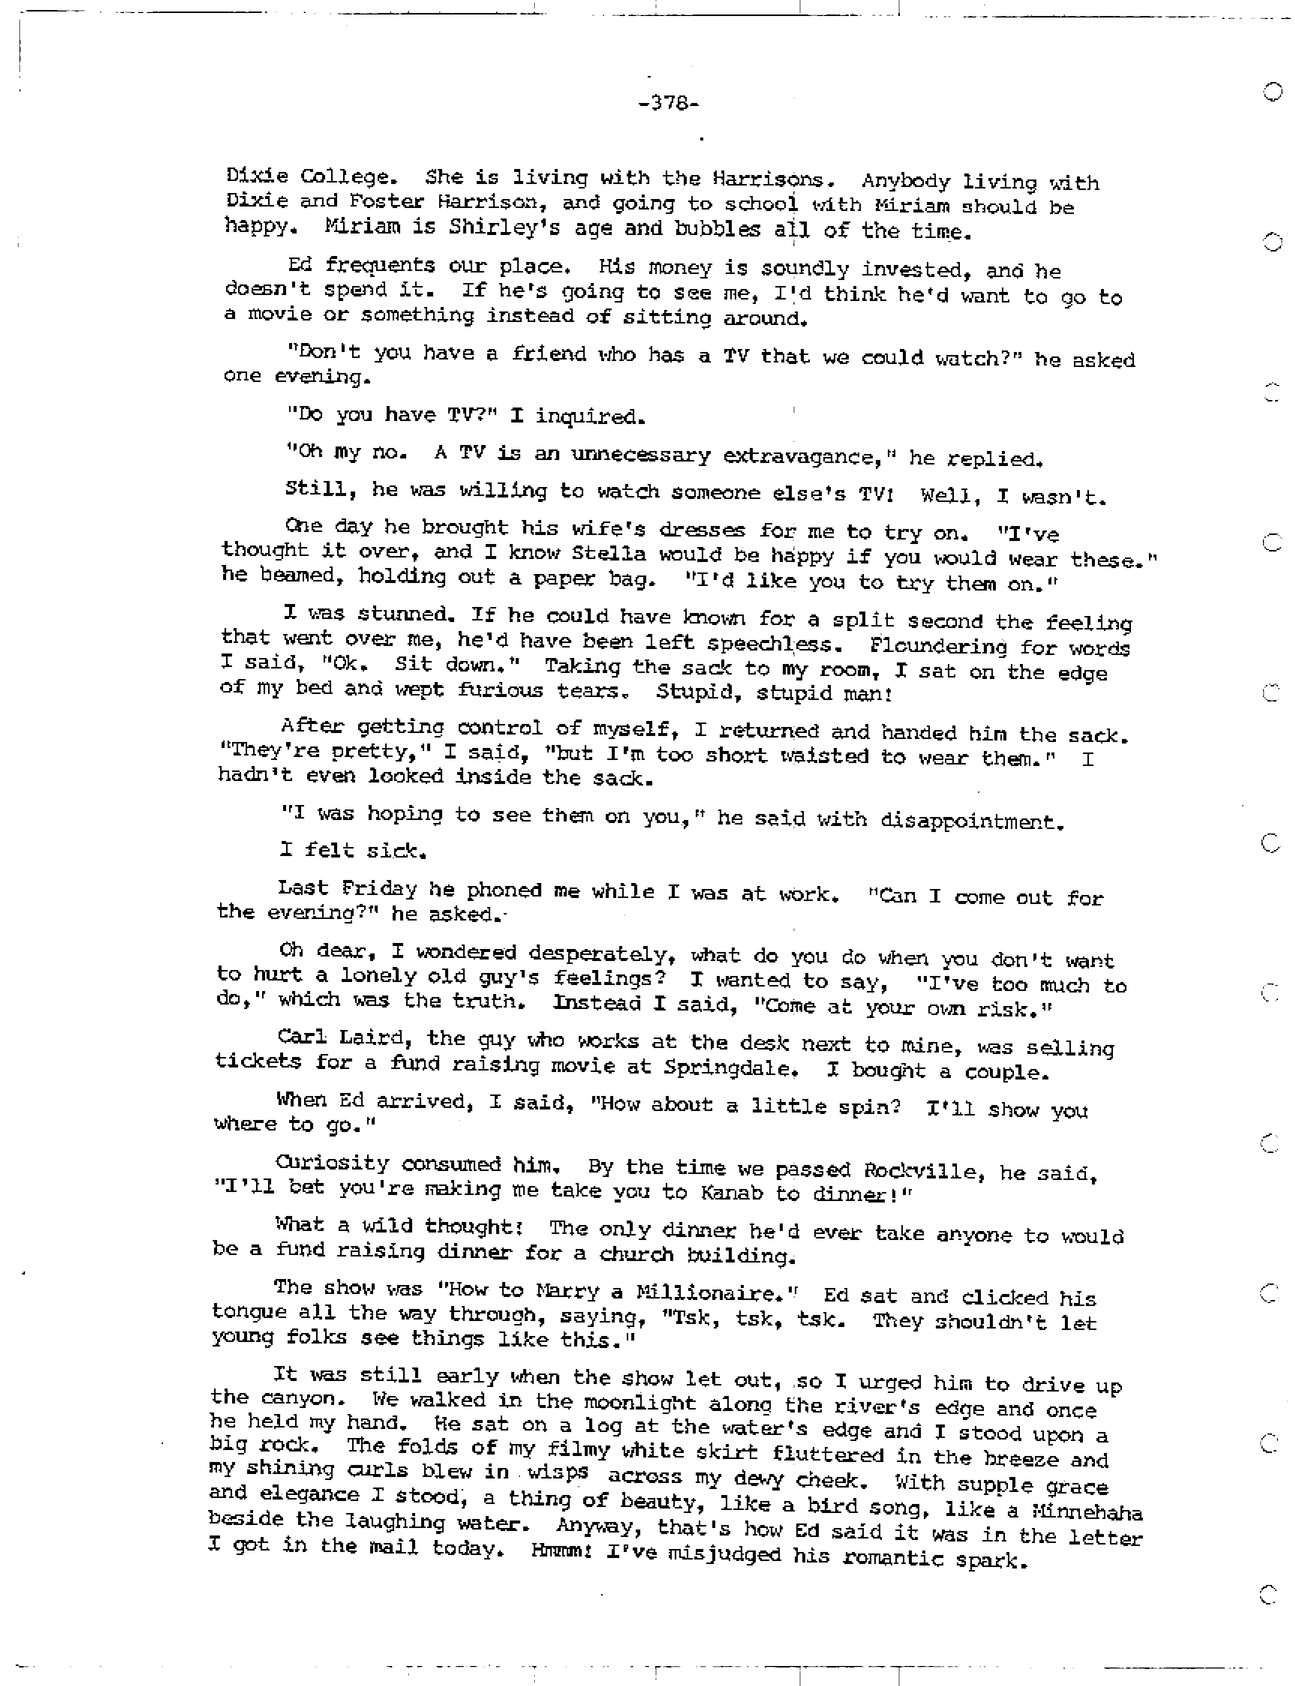 -378-
Dixie College. She is living with the Harrisons. Anybody living with
Dixie and Foster Harrison, and going to school with Miriam should be
happy. Miriam is Shirley's age and bubbles all of the time.
Ed frequents our place. His money is soundly invested, and he
doesn't spend it. If he's going to see me, I'd think he'd want to go to
a movie or something instead of sitting around.
"Don't you have a friend who has a TV that we could watch?" he asked
one evening.
"Do you have TV?" I inquired.
"Oh my no. A TV is an unnecessary extravagance," he replied.
Still, he was willing to watch someone else's TV! Well, I wasn't.
One day he brought his wife's dresses for me to try on. "I've
thought it over, and I know Stella would be happy if you would wear these."
he beamed, holding out a paper bag. "I'd like you to try them on."
I was stunned. If he could have known for a split second the feeling
that went over me, he'd have been left speechless. Floundering for words
I said, "Ok. Sit down." Taking the sack to my room, I sat on the edge
of my bed and wept furious tears. Stupid, stupid man!
After getting control of myself, I returned and handed him the sack.
"They're pretty," I said, "but I'm too short waisted to wear them." I
hadn't even looked inside the sack.
"I was hoping to see them on you," he said with disappointment.
I felt sick.
Last Friday he phoned me while I was at work. "Can I come out for
the evening?" he asked.
Oh dear, I wondered desperately, what do you do when you don't want
to hurt a lonely old guy's feelings? I wanted to say, "I've too much to
do," which was the truth. Instead I said, "Come at your own risk."
Carl Laird, the guy who works at the desk next to mine, was selling
tickets for a fund raising movie at Springdale. I bought a couple.
When Ed arrived, I said, "How about a little spin? I'll show you
where to go."
Curiosity consumed him. By the time we passed Rockville, he said,
"I'll bet you're making me take you to Kanab to dinner!"
What a wild thought! The only dinner he'd ever take anyone to would
be a fund raising dinner for a church building.
The show was "How to Marry a Millionaire." Ed sat and clicked his
tongue all the way through, saying, "Tsk, tsk, tsk. They shouldn't let
young folks see things like this."
It was still early when the show let out, so I urged him to drive up
the canyon. We walked in the moonlight along the river's edge and once
he held my hand. He sat on a log at the water's edge and I stood upon a
big rock. The folds of my filmy white skirt fluttered in the breeze and
my shining curls blew in wisps across my dewy cheek. With supple grace
and elegance I stood, a thing of beauty, like a bird song, like a Minnehaha
beside the laughing water. Anyway, that's how Ed said it was in the letter
I got in the mail today. Hmmm! I've misjudged his romantic spark.